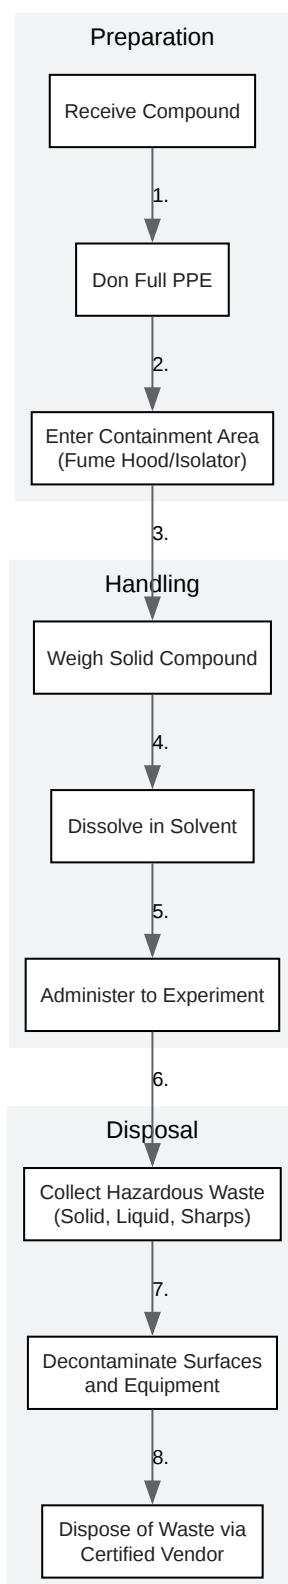 Preparation
Receive Compound
1.
Don Full PPE
2.
Enter Containment Area
(Fume Hood/Isolator)
3.
Handling
Weigh Solid Compound
4.
Dissolve in Solvent
5.
Administer to Experiment
6.
Disposal
Collect Hazardous Waste
(Solid, Liquid, Sharps)
7.
Decontaminate Surfaces
and Equipment
8.
Dispose of Waste via
Certified Vendor